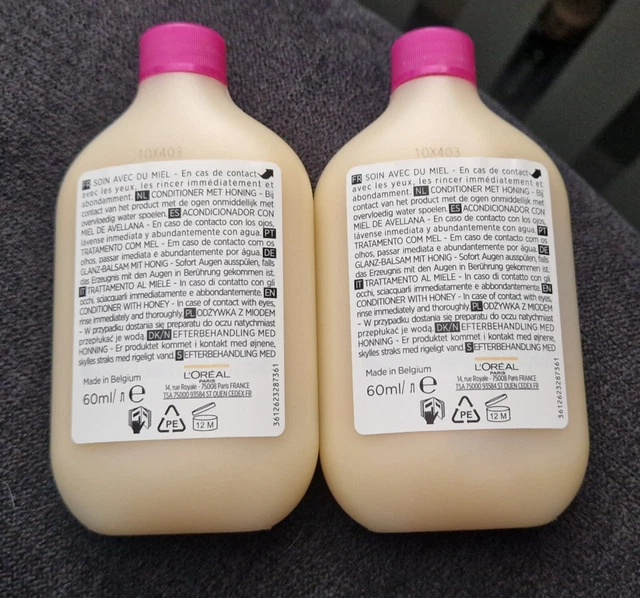 10X403
FR SOIN AVEC DU MIEL - En cas de contact
avec les yeux, les rincer immédiatement et
abondamment. NL CONDITIONER MET HONING - Bij
contact van het product met de ogen onmiddellijk met
overvloedig water spoelen. ES ACONDICIONADOR CON
MIEL DE AVELLANA - En caso de contacto con los ojos,
lávense inmediata y abundantemente con agua. PT
TRATAMENTO COM MEL - Em caso de contacto com os
olhos, passar imediata e abundantemente por água. DE
GLANZ-BALSAM MIT HONIG - Sofort Augen ausspülen, falls
das Erzeugnis mit den Augen in Berührung gekommen ist.
IT TRATTAMENTO AL MIELE - In caso di contatto con gli
occhi, sciacquarli immediatamente e abbondantemente. EN
CONDITIONER WITH HONEY - In case of contact with eyes,
rinse immediately and thoroughly. PL ODŻYWKA Z MIODEM
- W przypadku dostania się preparatu do oczu natychmiast
przepłukać je wodą. DK/N EFTERBEHANDLING MED
HONNING - Er produktet kommet i kontakt med øjnene,
skylles straks med rigeligt vand. S EFTERBEHANDLING MED
Made in Belgium
60ml/ л e
L'ORÉAL
PARIS
14, rue Royale - 75008 Paris FRANCE
TSA 75000 93584 ST OUEN CEDEX FR
PE
12 M
3612623287361
10X403
FR SOIN AVEC DU MIEL - En cas de contact
avec les yeux, les rincer immédiatement et
abondamment. NL CONDITIONER MET HONING - Bij
contact van het product met de ogen onmiddellijk met
overvloedig water spoelen. ES ACONDICIONADOR CON
MIEL DE AVELLANA - En caso de contacto con los ojos,
lávense inmediata y abundantemente con agua. PT
TRATAMENTO COM MEL - Em caso de contacto com os
olhos, passar imediata e abundantemente por água. DE
GLANZ-BALSAM MIT HONIG - Sofort Augen ausspülen, falls
das Erzeugnis mit den Augen in Berührung gekommen ist.
IT TRATTAMENTO AL MIELE - In caso di contatto con gli
occhi, sciacquarli immediatamente e abbondantemente. EN
CONDITIONER WITH HONEY - In case of contact with eyes,
rinse immediately and thoroughly. PL ODŻYWKA Z MIODEM
- W przypadku dostania się preparatu do oczu natychmiast
przepłukać je wodą. DK/N EFTERBEHANDLING MED
HONNING - Er produktet kommet i kontakt med øjnene,
skylles straks med rigeligt vand. S EFTERBEHANDLING MED
Made in Belgium
60ml/ л e
L'ORÉAL
PARIS
14, rue Royale - 75008 Paris FRANCE
TSA 75000 93584 ST OUEN CEDEX FR
PE
12 M
3612623287361